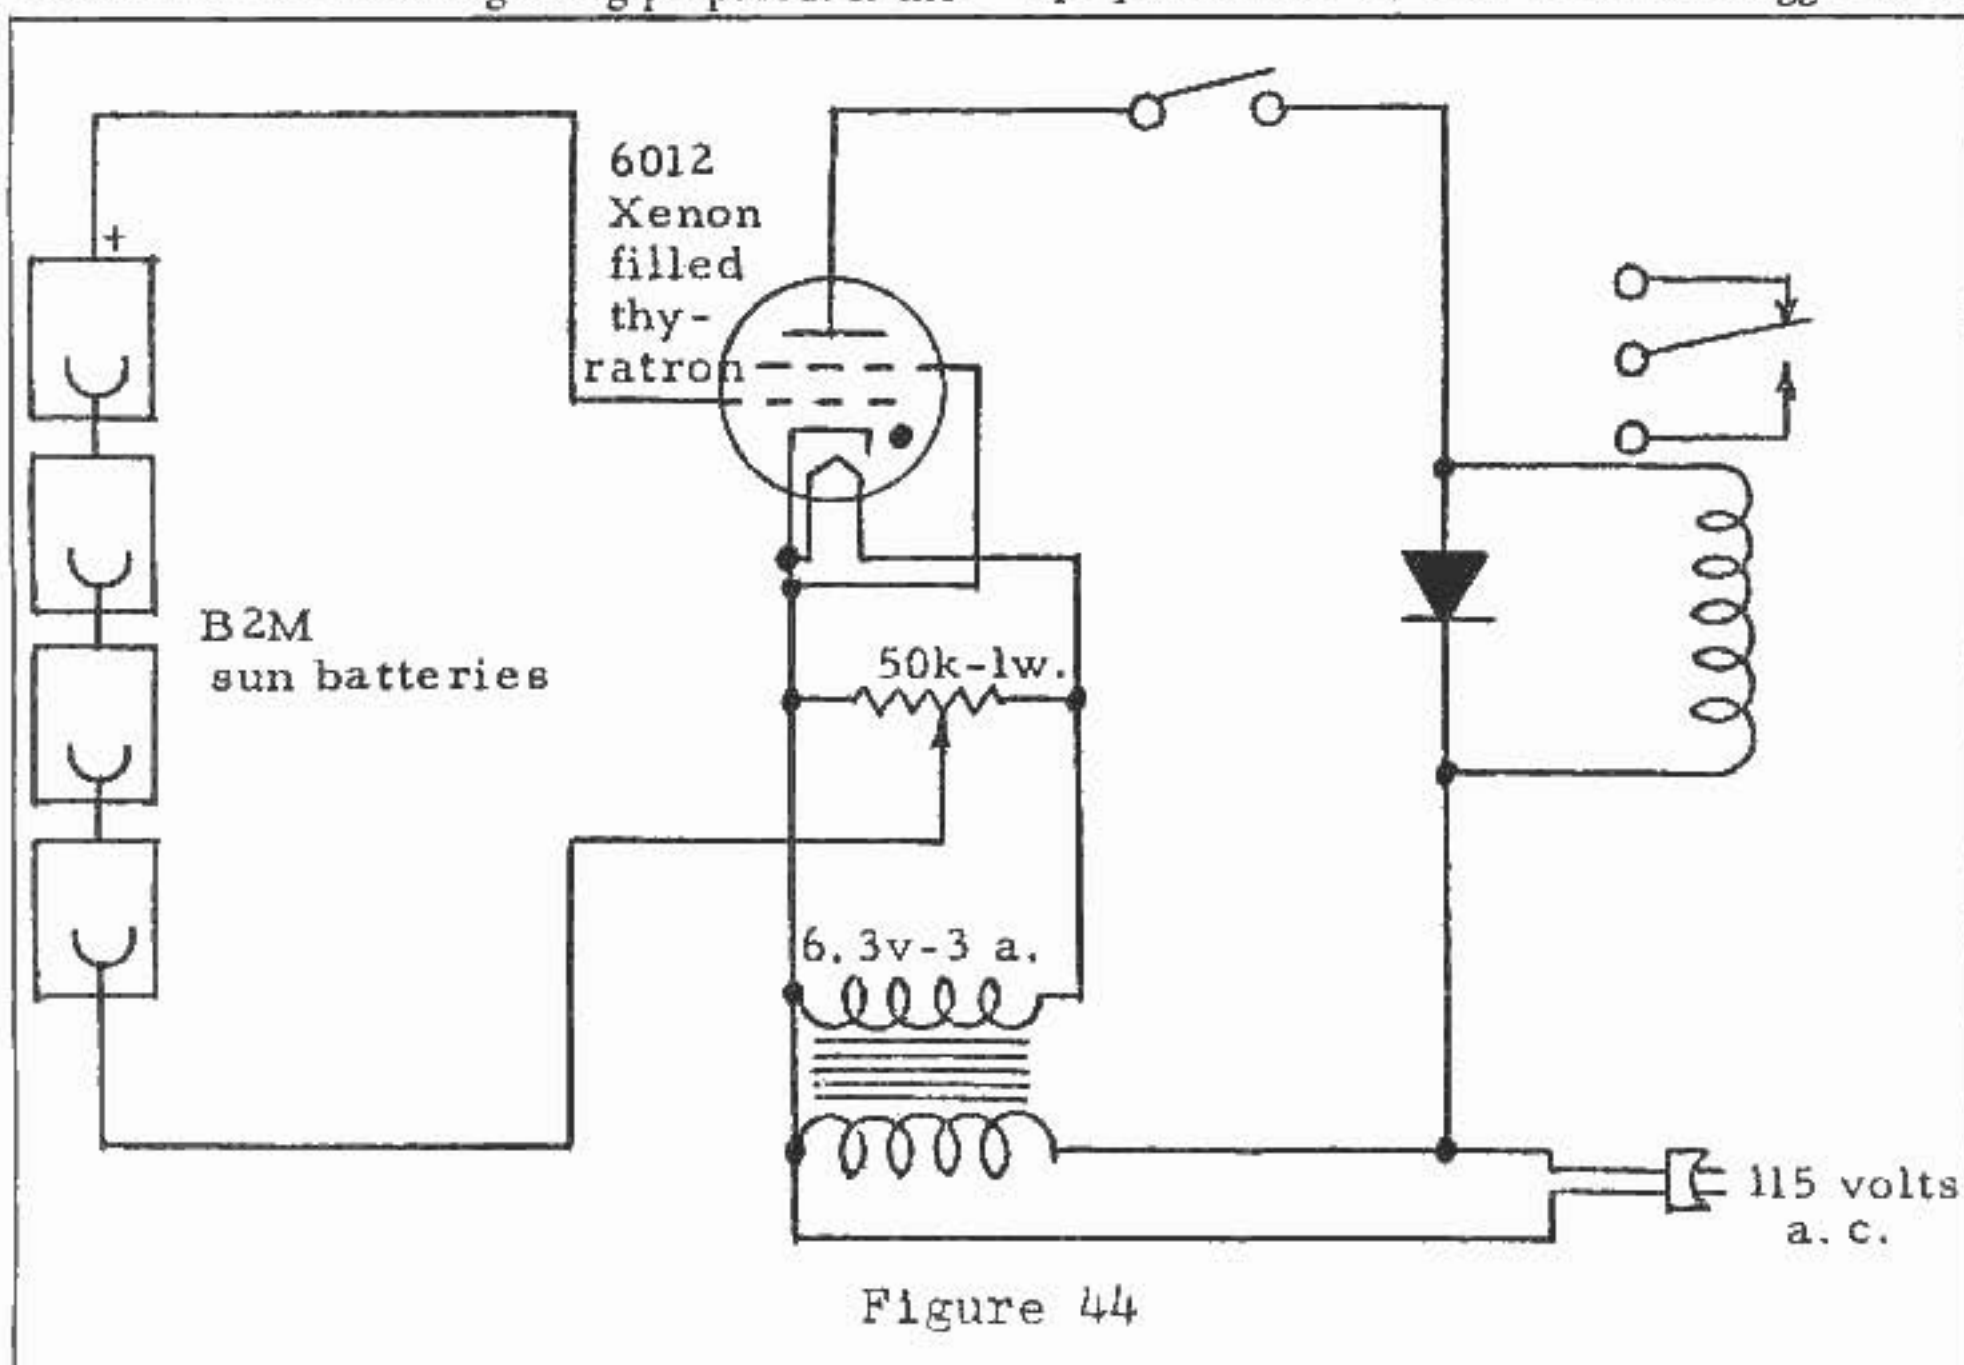 6012
Xenon
filled
thy-
ratron
+
B2M
sun batteries
50k-1w.
6.3v-3 a.
115 volts
a.c.
Figure 44